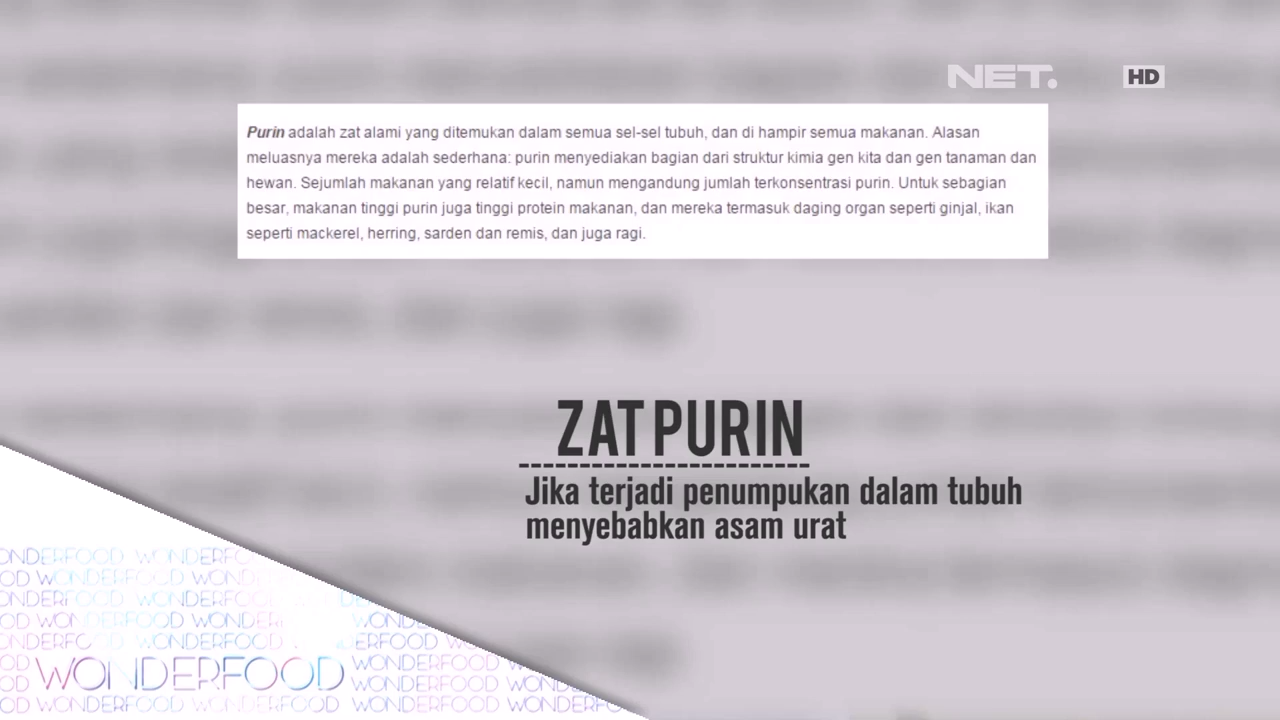 NET. HD
Purin adalah zat alami yang ditemukan dalam semua sel-sel tubuh, dan di hampir semua makanan. Alasan
meluasnya mereka adalah sederhana: purin menyediakan bagian dari struktur kimia gen kita dan gen tanaman dan
hewan. Sejumlah makanan yang relatif kecil, namun mengandung jumlah terkonsentrasi purin. Untuk sebagian
besar, makanan tinggi purin juga tinggi protein makanan, dan mereka termasuk daging organ seperti ginjal, ikan
seperti mackerel, herring, sarden dan remis, dan juga ragi.
ZAT PURIN
Jika terjadi penumpukan dalam tubuh
menyebabkan asam urat
WONDERFOOD